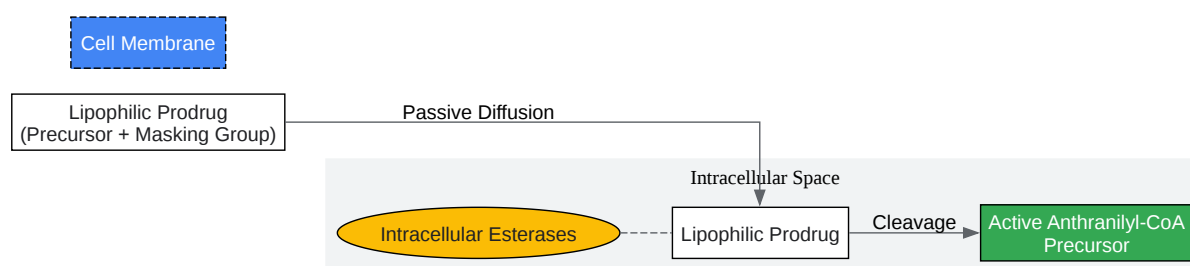 Cell Membrane
Lipophilic Prodrug
(Precursor + Masking Group)
Passive Diffusion
Intracellular Space
Intracellular Esterases
Lipophilic Prodrug
Cleavage
Active Anthranilyl-CoA
Precursor